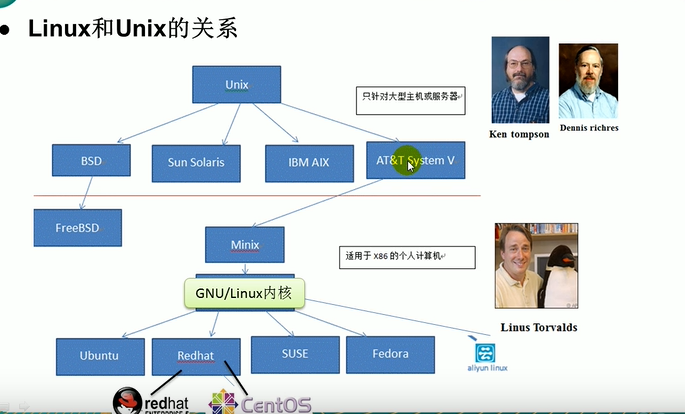 Linux和Unix的关系
Unix
只针对大型主机或服务器
Ken tompson
Dennis richres
BSD
Sun Solaris
IBM AIX
AT&T System V
FreeBSD
Minix
适用于 X86 的个人计算机
GNU/Linux内核
Linus Torvalds
Ubuntu
Redhat
SUSE
Fedora
aliyun linux
redhat
CentOS